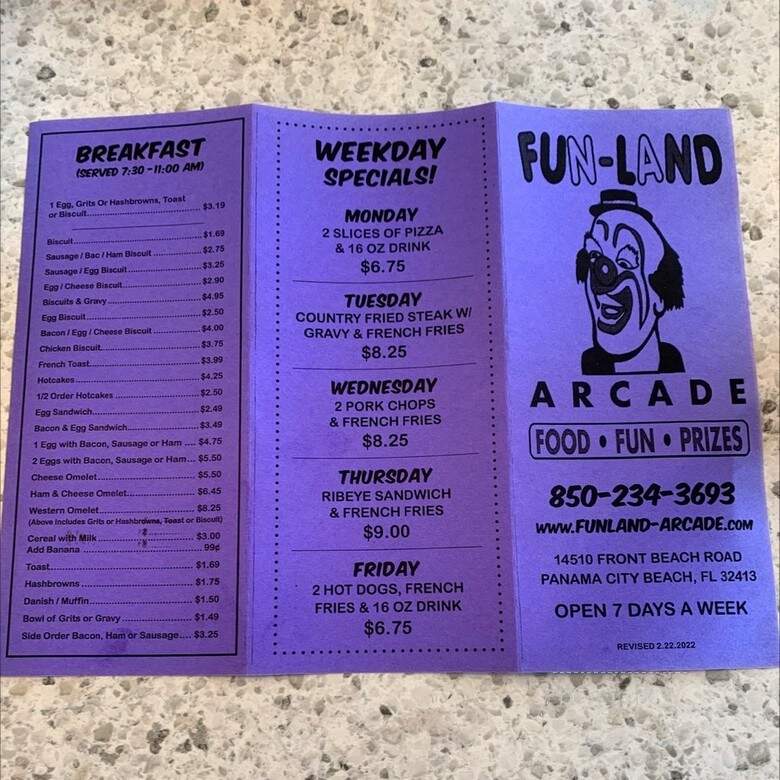 BREAKFAST
(SERVED 7:30 -11:00 AM)
1 Egg, Grits Or Hashbrowns, Toast
or Biscuit.......... $3.19
Biscuit.......... $1.69
Sausage / Bac / Ham Biscuit .......... $2.75
Sausage / Egg Biscuit.......... $3.25
Egg / Cheese Biscuit.......... $2.90
Biscuits & Gravy.......... $4.95
Egg Biscuit.......... $2.50
Bacon / Egg / Cheese Biscuit .......... $4.00
Chicken Biscuit.......... $3.75
French Toast.......... $3.99
Hotcakes.......... $4.25
1/2 Order Hotcakes .......... $2.50
Egg Sandwich.......... $2.49
Bacon & Egg Sandwich.......... $3.49
1 Egg with Bacon, Sausage or Ham .... $4.75
2 Eggs with Bacon, Sausage or Ham... $5.50
Cheese Omelet.......... $5.50
Ham & Cheese Omelet.......... $6.45
Western Omelet.......... $8.25
(Above Includes Grits or Hashbrowns, Toast or Biscuit)
Cereal with Milk .......... $3.00
Add Banana .......... 99¢
Toast.......... $1.69
Hashbrowns .......... $1.75
Danish / Muffin.......... $1.50
Bowl of Grits or Gravy .......... $1.49
Side Order Bacon, Ham or Sausage.... $3.25
WEEKDAY
SPECIALS!
MONDAY
2 SLICES OF PIZZA
& 16 OZ DRINK
$6.75
TUESDAY
COUNTRY FRIED STEAK W/
GRAVY & FRENCH FRIES
$8.25
WEDNESDAY
2 PORK CHOPS
& FRENCH FRIES
$8.25
THURSDAY
RIBEYE SANDWICH
& FRENCH FRIES
$9.00
FRIDAY
2 HOT DOGS, FRENCH
FRIES & 16 OZ DRINK
$6.75
FUN-LAND
ARCADE
FOOD • FUN • PRIZES
850-234-3693
WWW.FUNLAND-ARCADE.COM
14510 FRONT BEACH ROAD
PANAMA CITY BEACH, FL 32413
OPEN 7 DAYS A WEEK
REVISED 2.22.2022